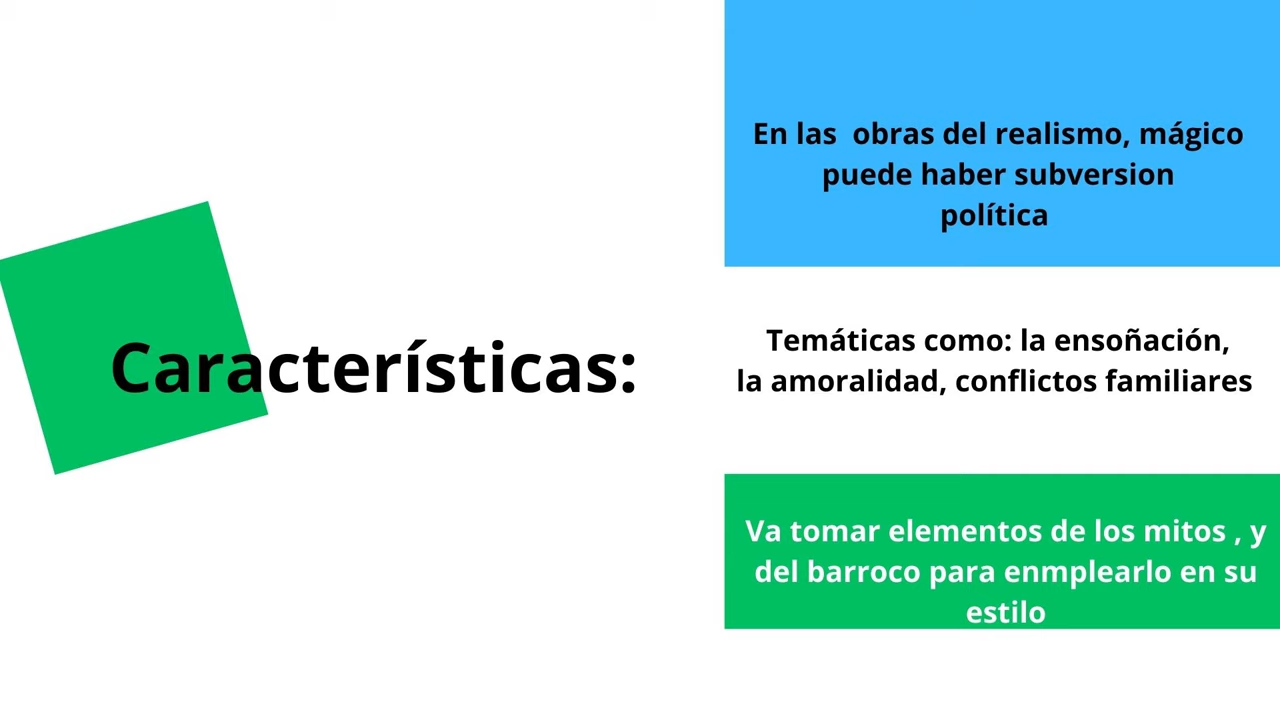 Características:
En las  obras del realismo, mágico
puede haber subversion
política
Temáticas como: la ensoñación,
la amoralidad, conflictos familiares
Va tomar elementos de los mitos , y
del barroco para enmplearlo en su
estilo